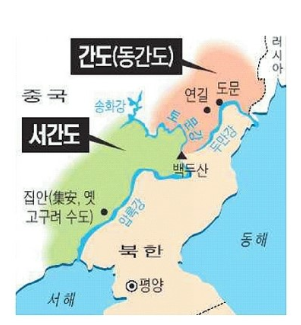 간도(동간도)
러시아
중국
연길
도문
송화강
토문강
두만강
서간도
백두산
집안(集安, 옛
고구려 수도)
압록강
북한
동해
평양
서해